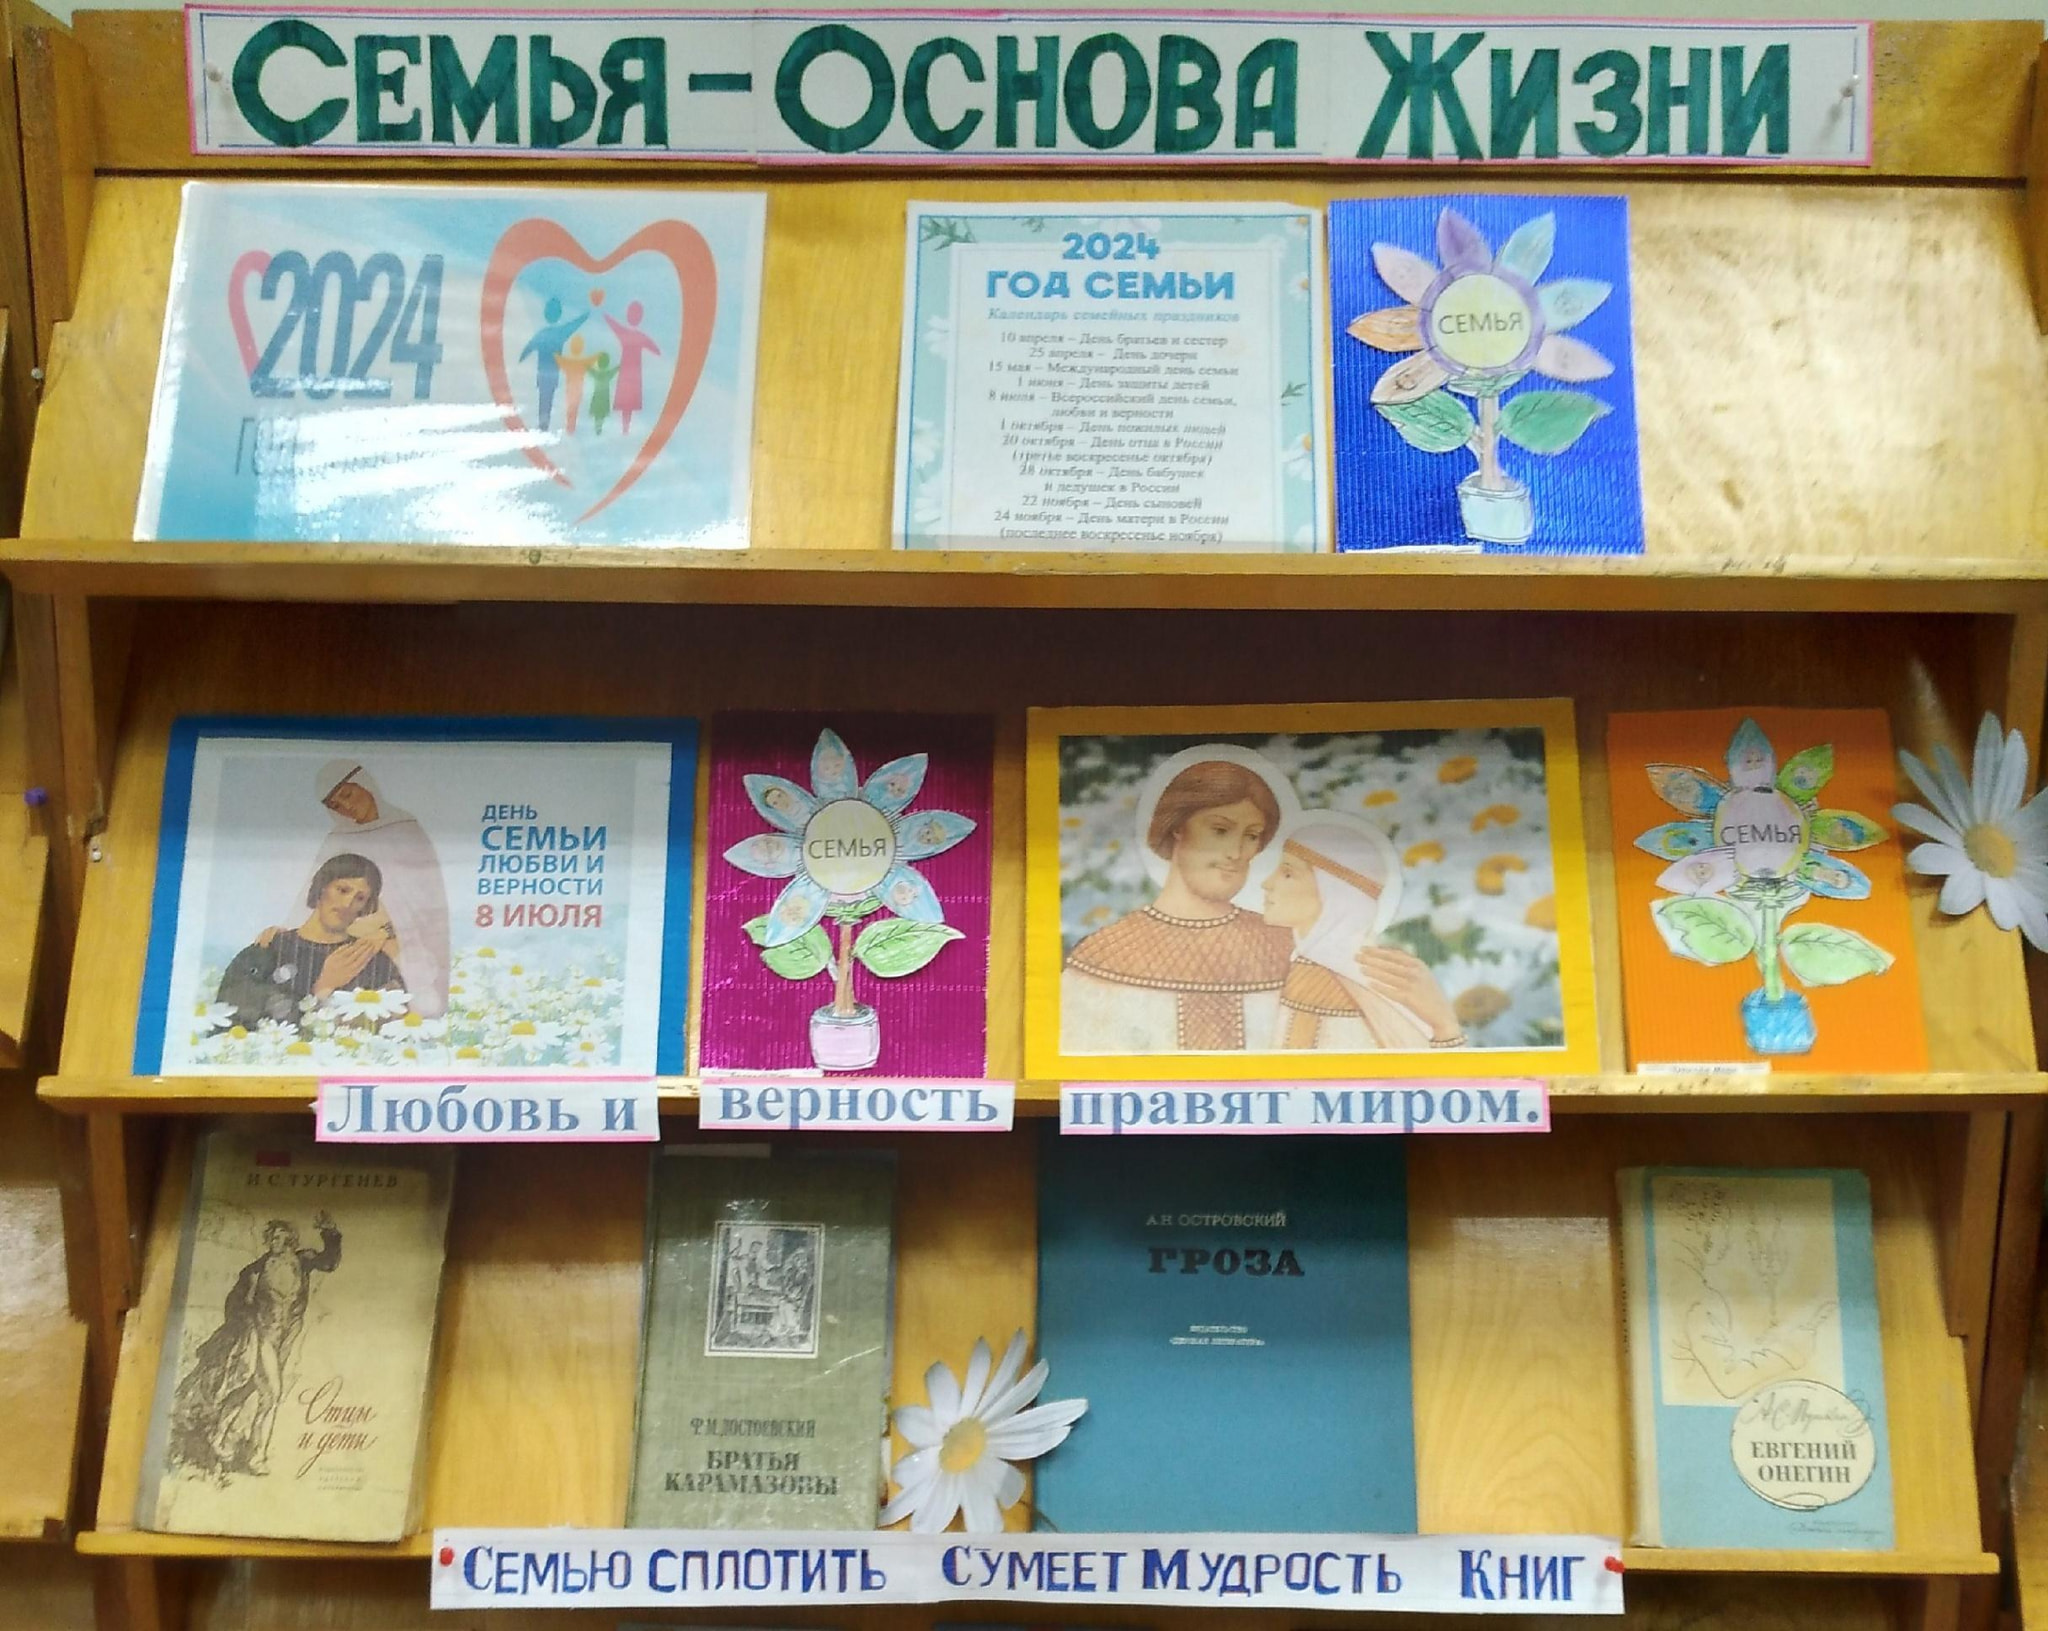 СЕМЬЯ – ОСНОВА ЖИЗНИ
2024
2024
ГОД СЕМЬИ
Календарь семейных праздников
10 апреля – День братьев и сестер
25 апреля – День дочери
15 мая – Международный день семьи
1 июня – День защиты детей
8 июля – Всероссийский день семьи,
любви и верности
1 октября – День пожилых людей
20 октября – День отца в России
(третье воскресенье октября)
28 октября – День бабушек
и дедушек в России
22 ноября – День сыновей
24 ноября – День матери в России
(последнее воскресенье ноября)
СЕМЬЯ
ДЕНЬ
СЕМЬИ
ЛЮБВИ И
ВЕРНОСТИ
8 ИЮЛЯ
СЕМЬЯ
СЕМЬЯ
Любовь и верность правят миром.
И С ТУРГЕНЕВ
Отцы
и дети
Ф.М.ДОСТОЕВСКИЙ
БРАТЬЯ
КАРАМАЗОВЫ
А.Н. ОСТРОВСКИЙ
ГРОЗА
А.С.Пушкин
ЕВГЕНИЙ
ОНЕГИН
СЕМЬЮ СПЛОТИТЬ СУМЕЕТ МУДРОСТЬ КНИГ